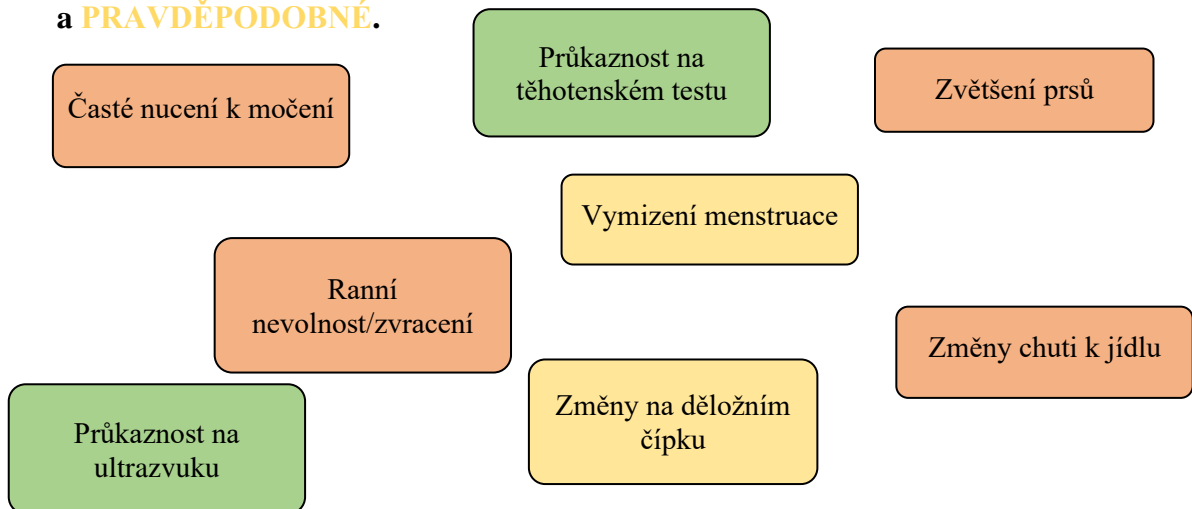 a PRAVDĚPODOBNÉ.
Časté nucení k močení
Průkaznost na
těhotenském testu
Zvětšení prsů
Vymizení menstruace
Ranní
nevolnost/zvracení
Změny chuti k jídlu
Změny na děložním
čípku
Průkaznost na
ultrazvuku